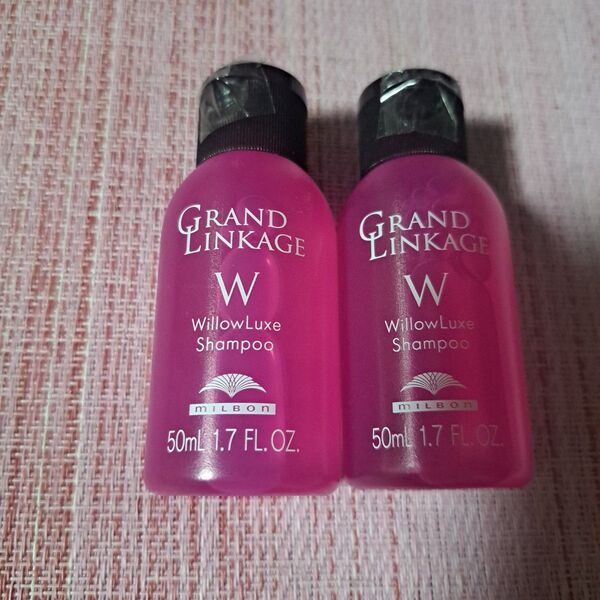 GRAND
LINKAGE
W
WillowLuxe
Shampoo
MILBON
50mL 1.7 FL.OZ.
GRAND
LINKAGE
W
WillowLuxe
Shampoo
MILBON
50mL 1.7 FL.OZ.